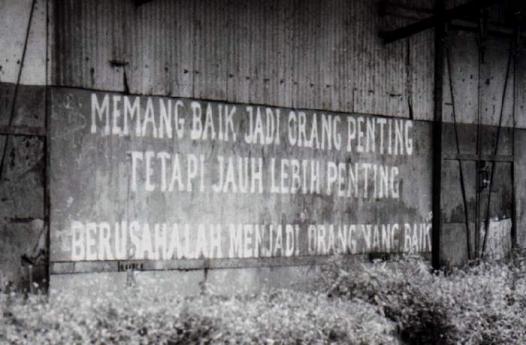 MEMANG BAIK JADI ORANG PENTING
TETAPI JAUH LEBIH PENTING
BERUSAHALAH MENJADI ORANG YANG BAIK